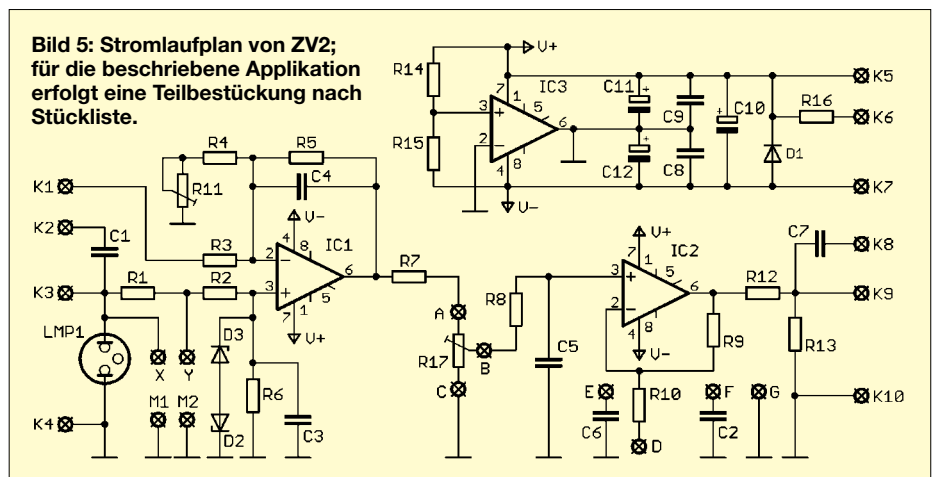 Bild 5: Stromlaufplan von ZV2;
für die beschriebene Applikation
erfolgt eine Teilbestückung nach
Stückliste.
V+
R14
7
1
IC3
5
3
+
6
2
-
R15
4
8
V-
C11
+
C9
+
C10
C12
+
C8
D1
R16
K5
K6
K7
R4
R5
C4
R11
K1
K2
C1
R3
V-
4
8
IC1
2
-
6
3
+
5
1
7
V+
K3
R1
R2
LMP1
X
Y
M1
M2
K4
D3
D2
R6
C3
R7
A
R17
B
C
R8
C5
V+
7
1
IC2
5
3
+
6
2
-
4
8
V-
R9
R10
E
C6
D
F
C2
G
R12
C7
K8
K9
R13
K10